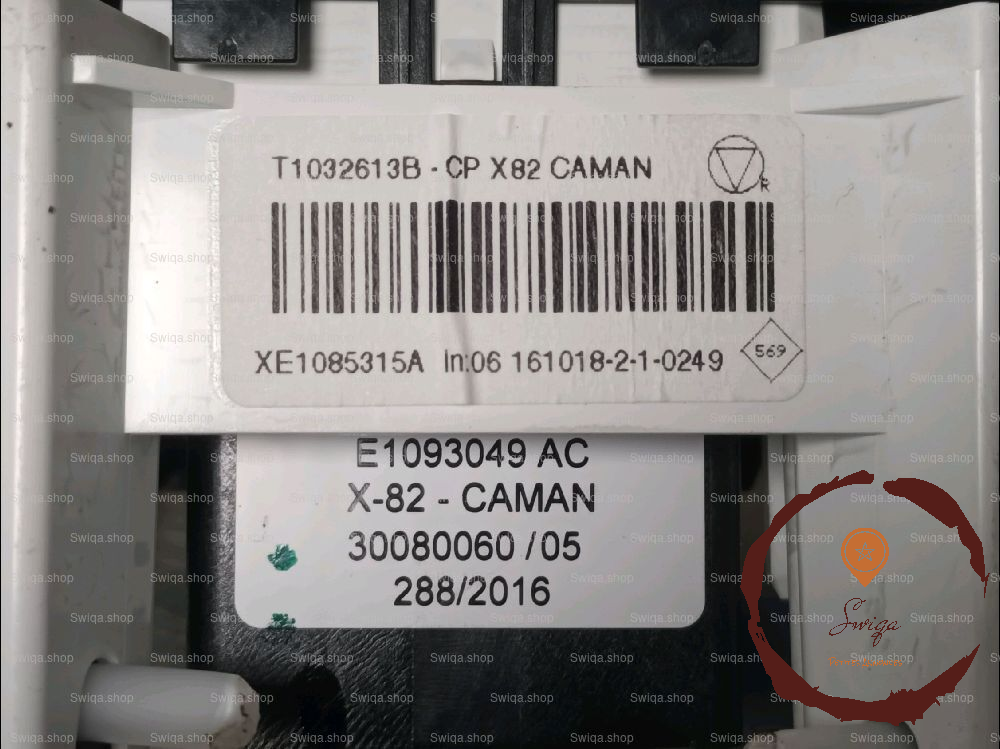 T1032613B - CP X82 CAMAN
R
XE1085315A In:06 161018-2-1-0249
569
E1093049 AC
X-82 - CAMAN
30080060 /05
288/2016
Swiqa
Swiqa.shop